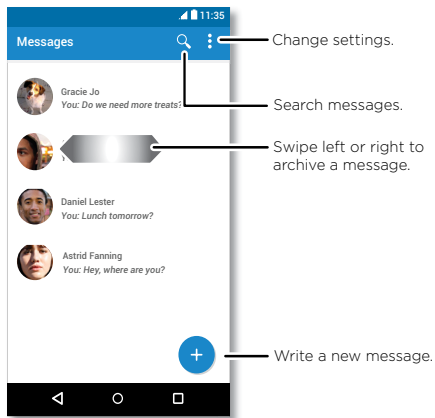 11:35
Messages
Change settings.
Gracie Jo
You: Do we need more treats?
Search messages.
Swipe left or right to
archive a message.
Daniel Lester
You: Lunch tomorrow?
Astrid Fanning
You: Hey, where are you?
Write a new message.